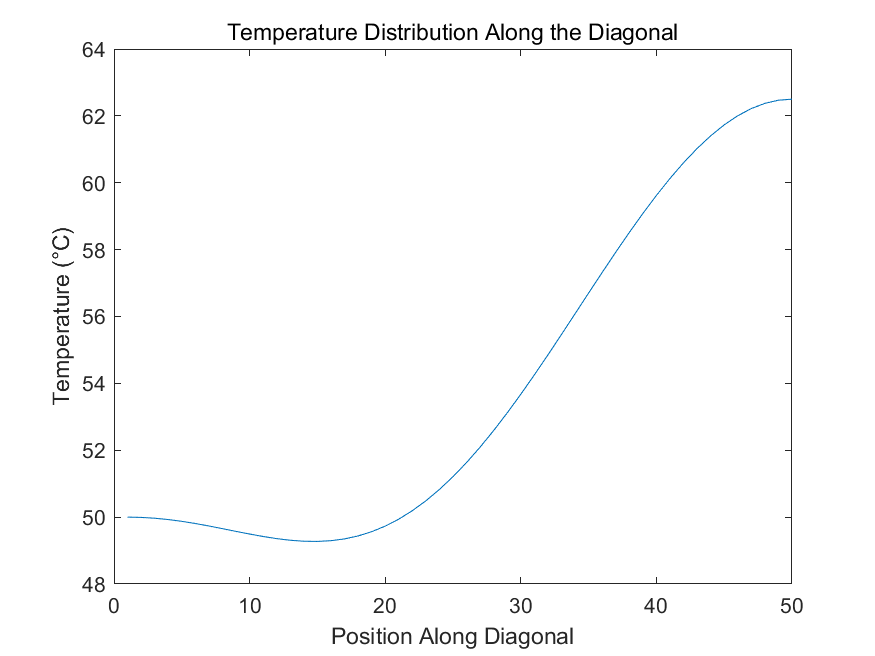 Temperature Distribution Along the Diagonal
64
62
60
58
56
54
52
50
48
Temperature (°C)
0 10 20 30 40 50
Position Along Diagonal